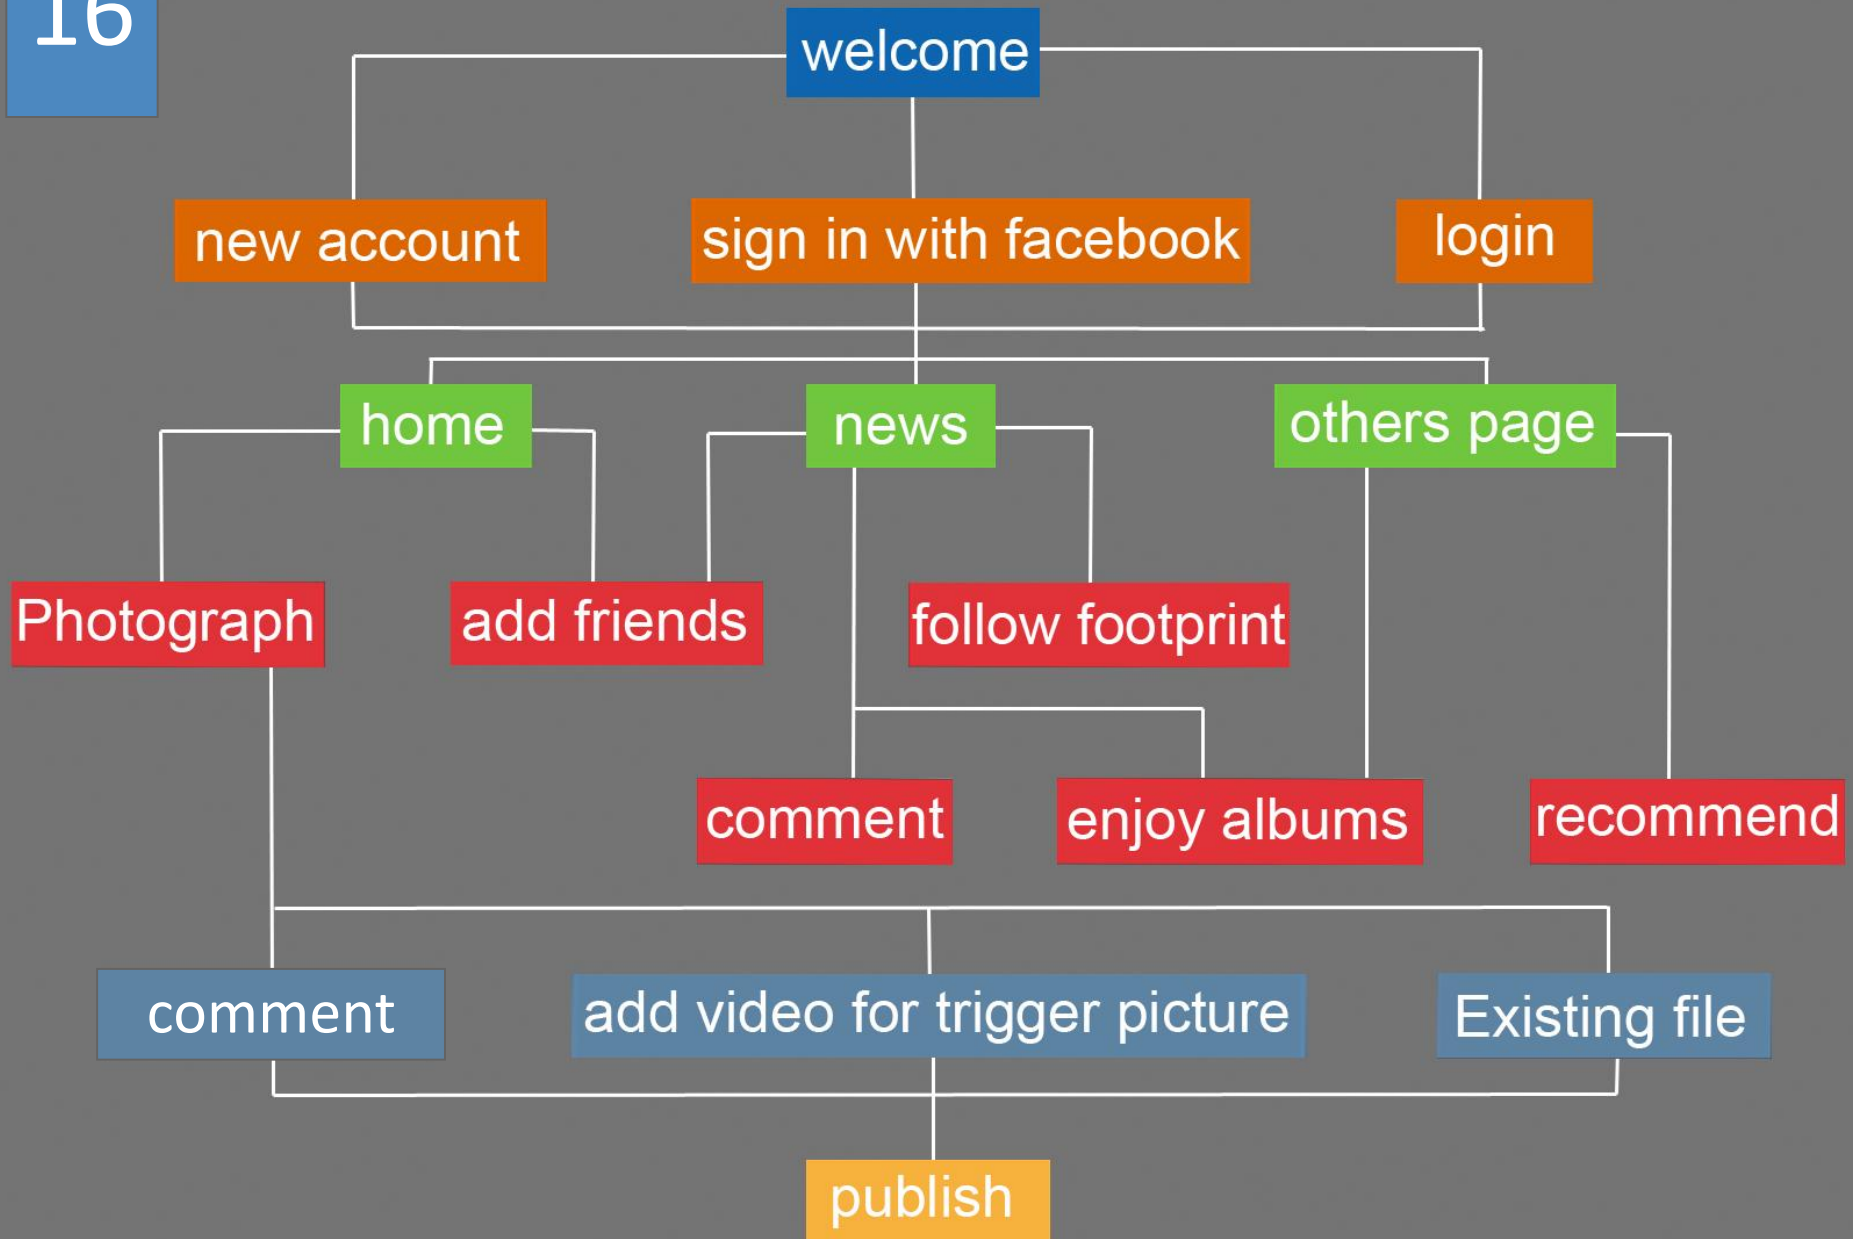 16
welcome
new account
sign in with facebook
login
home
news
others page
Photograph
add friends
follow footprint
comment
enjoy albums
recommend
comment
add video for trigger picture
Existing file
publish